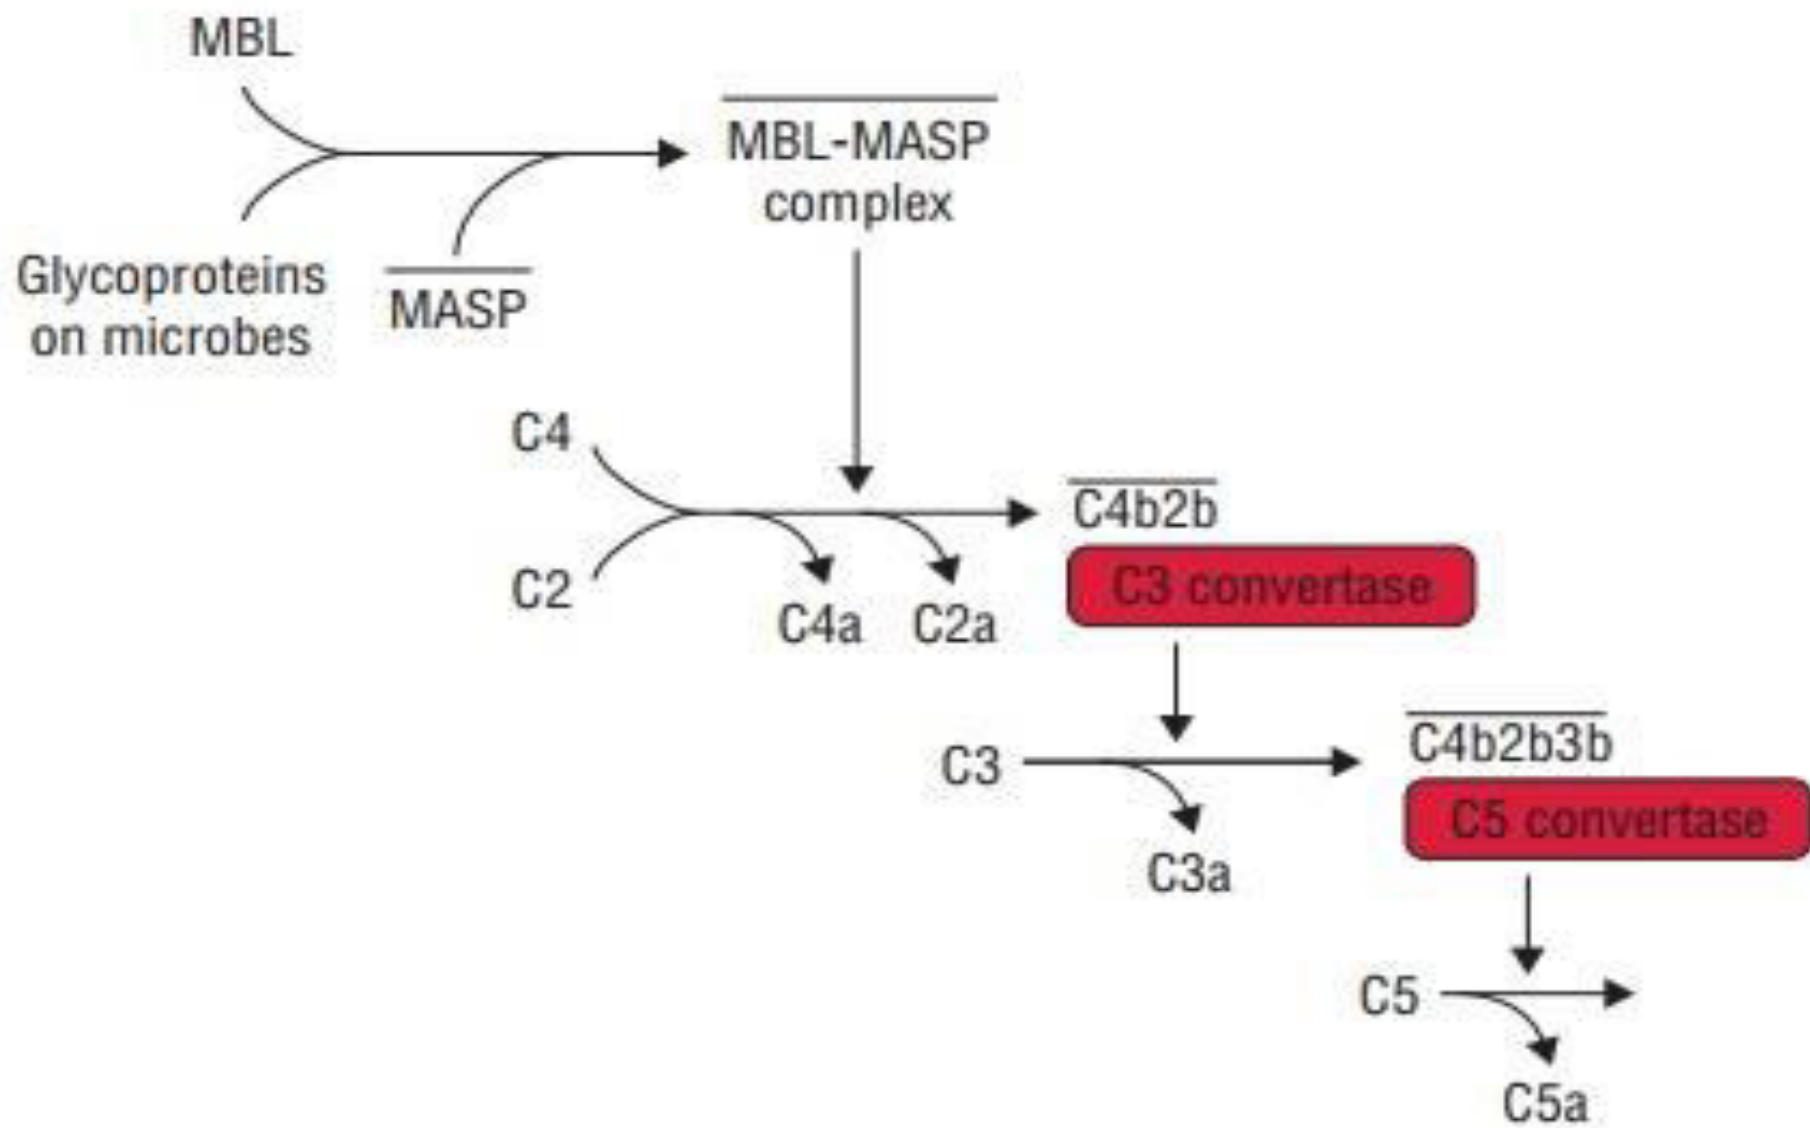 MBL
Glycoproteins
on microbes
MASP
MBL-MASP
complex
C4
C2
C4a
C2a
C4b2b
C3 convertase
C3
C3a
C4b2b3b
C5 convertase
C5
C5a